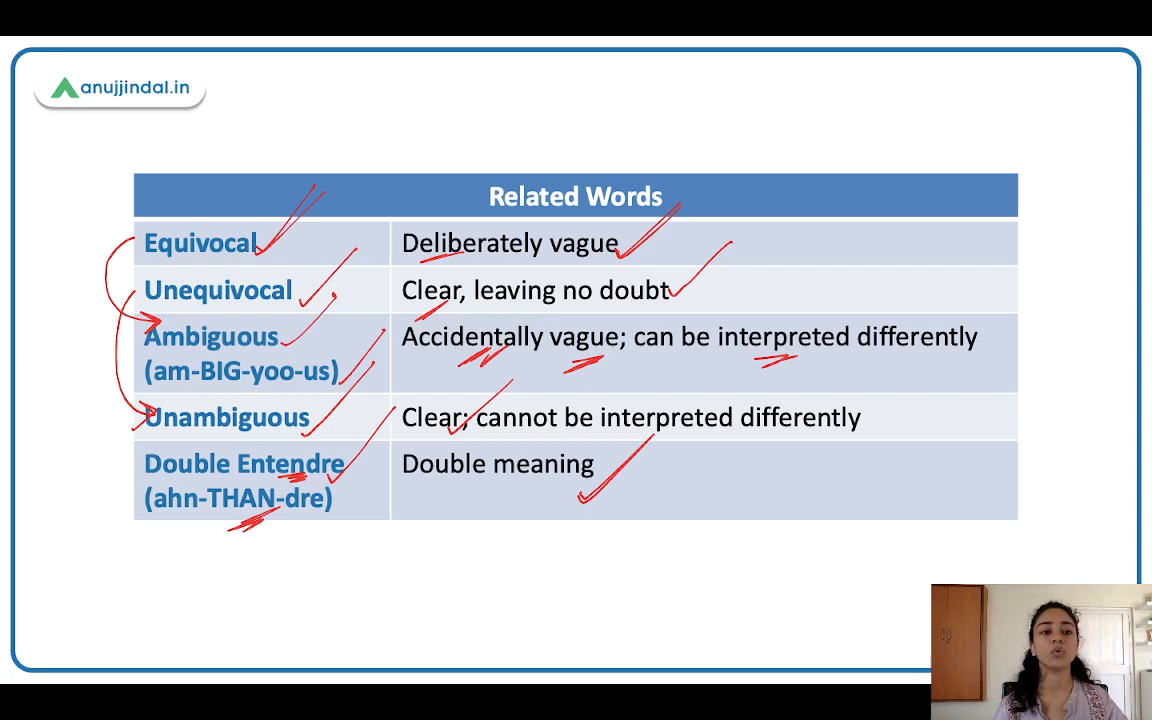 anujjindal.in
Related Words
Equivocal
Deliberately vague
Unequivocal
Clear, leaving no doubt
Ambiguous
(am-BIG-yoo-us)
Accidentally vague; can be interpreted differently
Unambiguous
Clear; cannot be interpreted differently
Double Entendre
(ahn-THAN-dre)
Double meaning